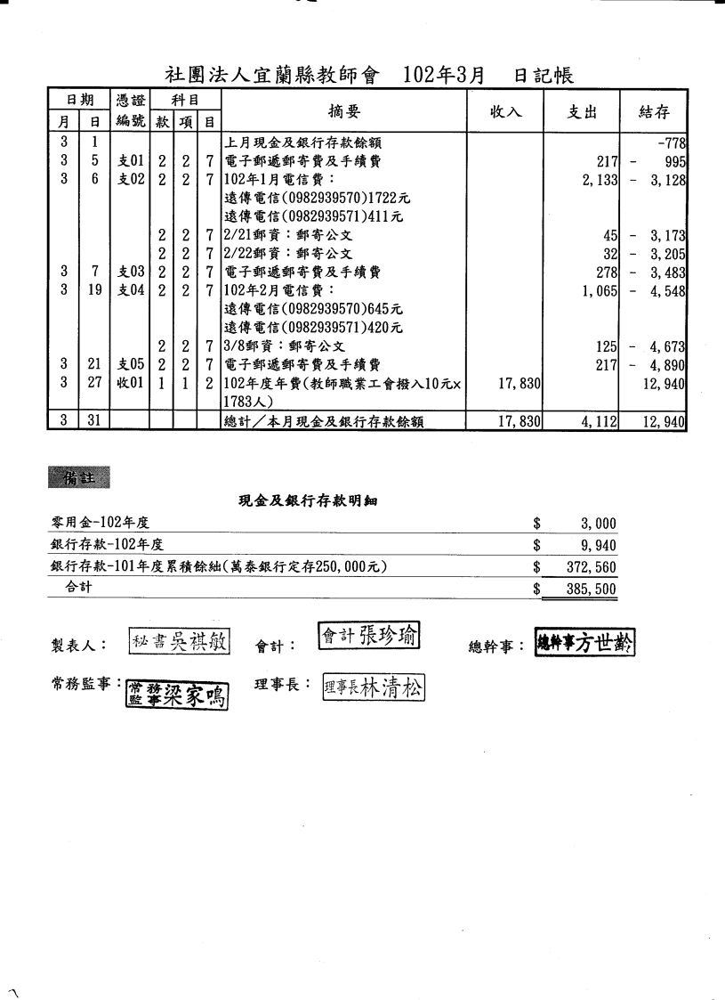 社團法人宜蘭縣教師會 102年3月 日記帳
日期 憑證編號 科目 摘要 收入 支出 結存
月 日 款 項 目
3 1 上月現金及銀行存款餘額 -778
3 5 支01 2 2 7 電子郵遞郵寄費及手續費 217 - 995
3 6 支02 2 2 7 102年1月電信費： 2,133 - 3,128
遠傳電信(0982939570)1722元
遠傳電信(0982939571)411元
2 2 7 2/21郵資：郵寄公文 45 - 3,173
2 2 7 2/22郵資：郵寄公文 32 - 3,205
3 7 支03 2 2 7 電子郵遞郵寄費及手續費 278 - 3,483
3 19 支04 2 2 7 102年2月電信費： 1,065 - 4,548
遠傳電信(0982939570)645元
遠傳電信(0982939571)420元
2 2 7 3/8郵資：郵寄公文 125 - 4,673
3 21 支05 2 2 7 電子郵遞郵寄費及手續費 217 - 4,890
3 27 收01 1 1 2 102年度年費(教師職業工會撥入10元x 17,830 12,940
1783人)
3 31 總計／本月現金及銀行存款餘額 17,830 4,112 12,940
備註
現金及銀行存款明細
零用金-102年度 $ 3,000
銀行存款-102年度 $ 9,940
銀行存款-101年度累積餘絀(萬泰銀行定存250,000元) $ 372,560
合計 $ 385,500
製表人： 秘書吳祺敏 會計： 會計張珍瑜 總幹事： 總幹事方世齡
常務監事： 常務監事梁家鳴 理事長： 理事長林清松